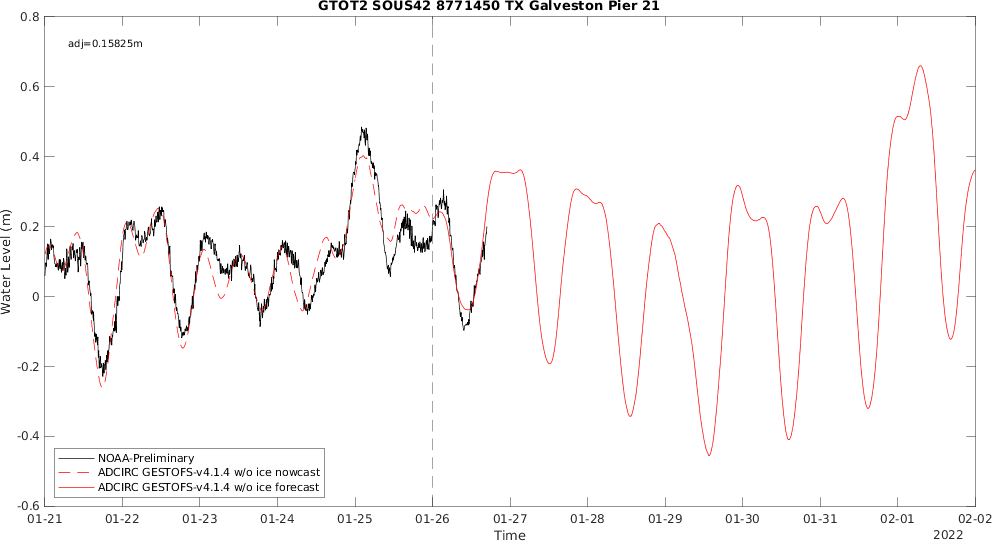 GTOT2 SOUS42 8771450 TX Galveston Pier 21
adj=0.15825m
Water Level (m)
0.8
0.6
0.4
0.2
0
-0.2
-0.4
-0.6
NOAA-Preliminary
ADCIRC GESTOFS-v4.1.4 w/o ice nowcast
ADCIRC GESTOFS-v4.1.4 w/o ice forecast
01-21 01-22 01-23 01-24 01-25 01-26 01-27 01-28 01-29 01-30 01-31 02-01 02-02
Time
2022